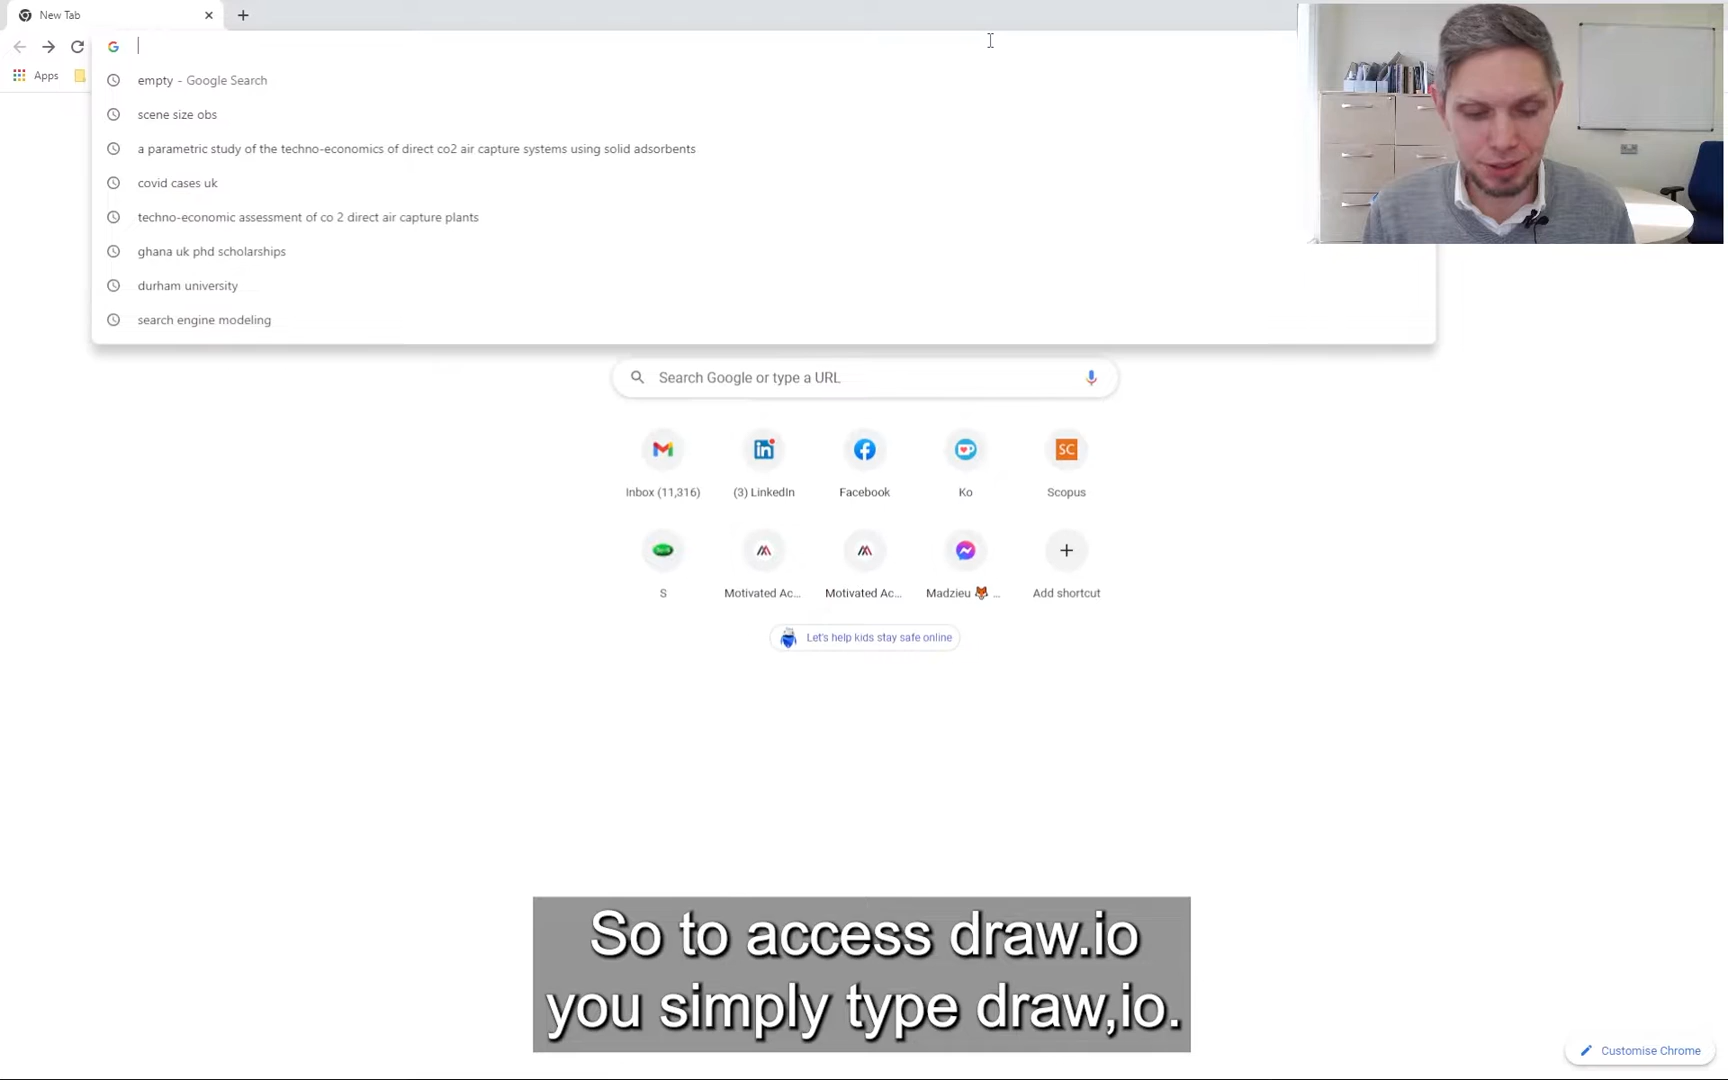 New Tab
Apps
empty - Google Search
scene size obs
a parametric study of the techno-economics of direct co2 air capture systems using solid adsorbents
covid cases uk
techno-economic assessment of co 2 direct air capture plants
ghana uk phd scholarships
durham university
search engine modeling
Search Google or type a URL
SC
Inbox (11,316)
(3) LinkedIn
Facebook
Ko
Scopus
S
Motivated Ac...
Motivated Ac...
Madzieu 🦊 ...
Add shortcut
Let's help kids stay safe online
So to access draw.io
you simply type draw,io.
Customise Chrome